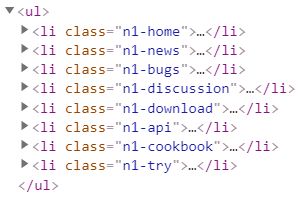 <ul>
<li class="n1-home">…</li>
<li class="n1-news">…</li>
<li class="n1-bugs">…</li>
<li class="n1-discussion">…</li>
<li class="n1-download">…</li>
<li class="n1-api">…</li>
<li class="n1-cookbook">…</li>
<li class="n1-try">…</li>
</ul>